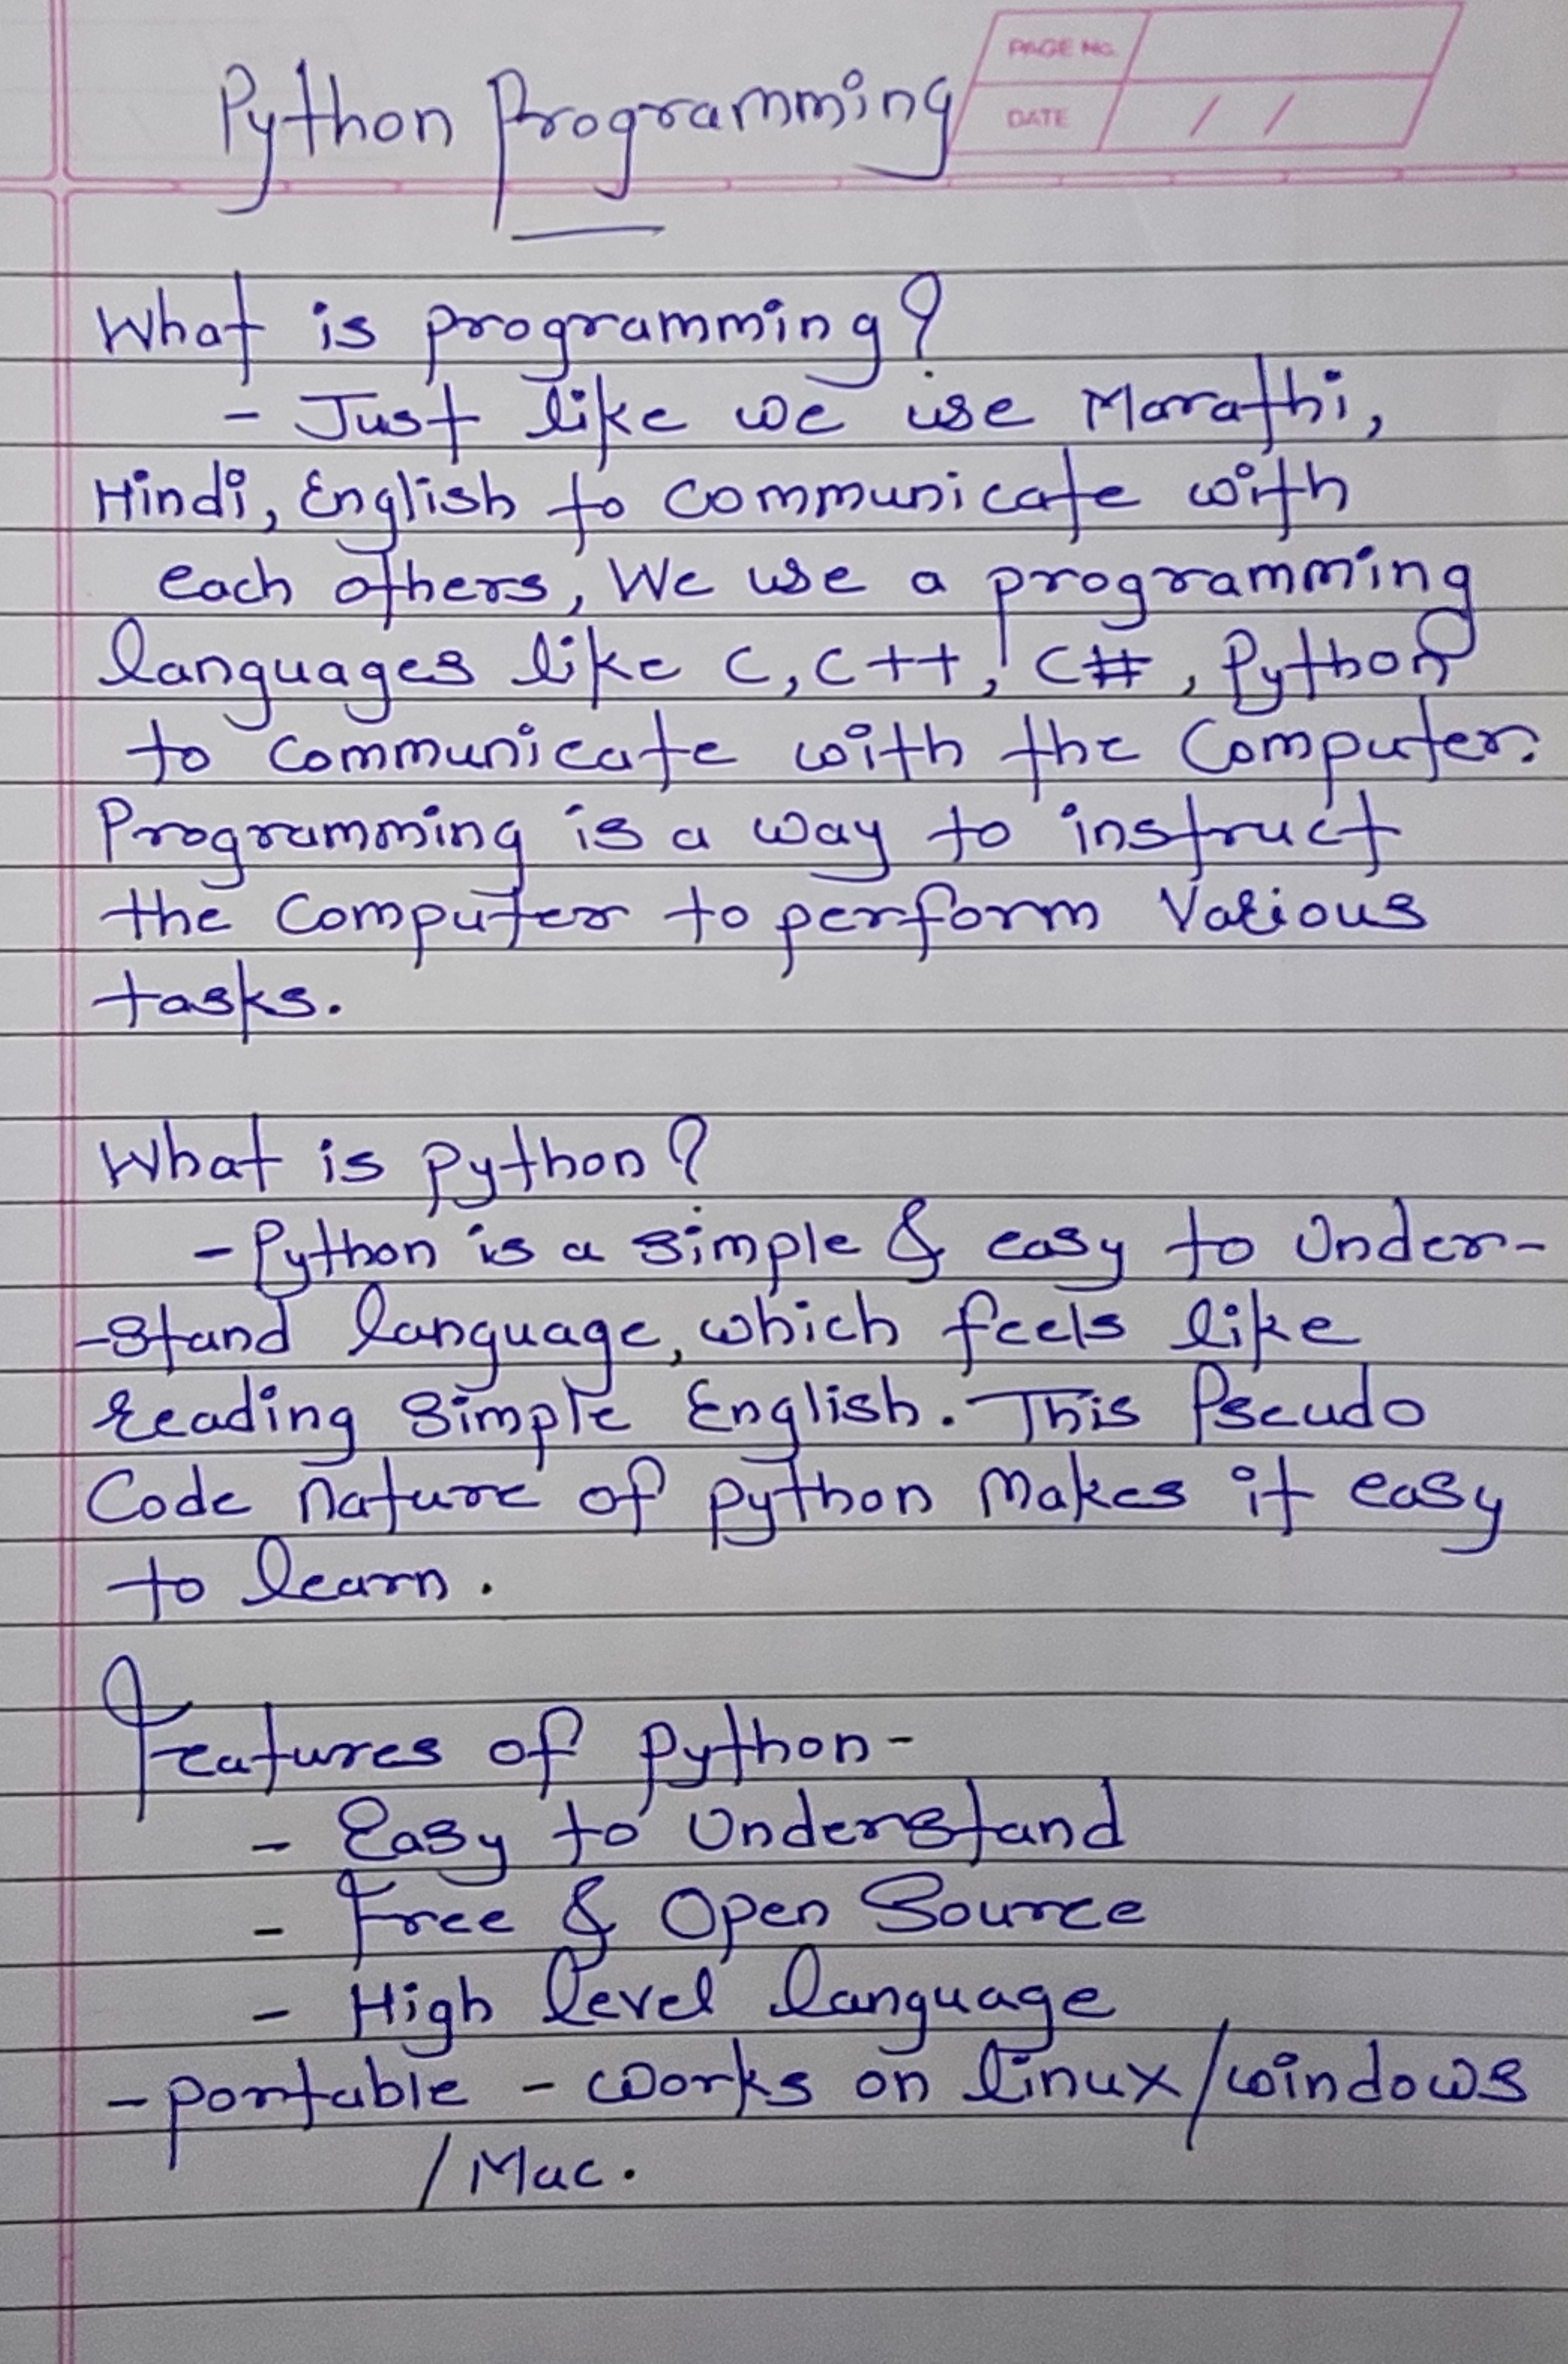 PAGE NO.
DATE / /
Python Programming
What is programming?
- Just like we use Marathi,
Hindi, English to communicate with
each others, We use a programming
languages like C, C++, C#, Python
to communicate with the Computer.
Programming is a way to instruct
the Computer to perform Various
tasks.
What is python?
- Python is a simple & easy to Under-
-stand language, which feels like
reading Simple English. This Pseudo
Code nature of python Makes it easy
to learn.
Features of python-
- Easy to Understand
- Free & Open Source
- High level language
- portable - works on linux/windows
/Mac.